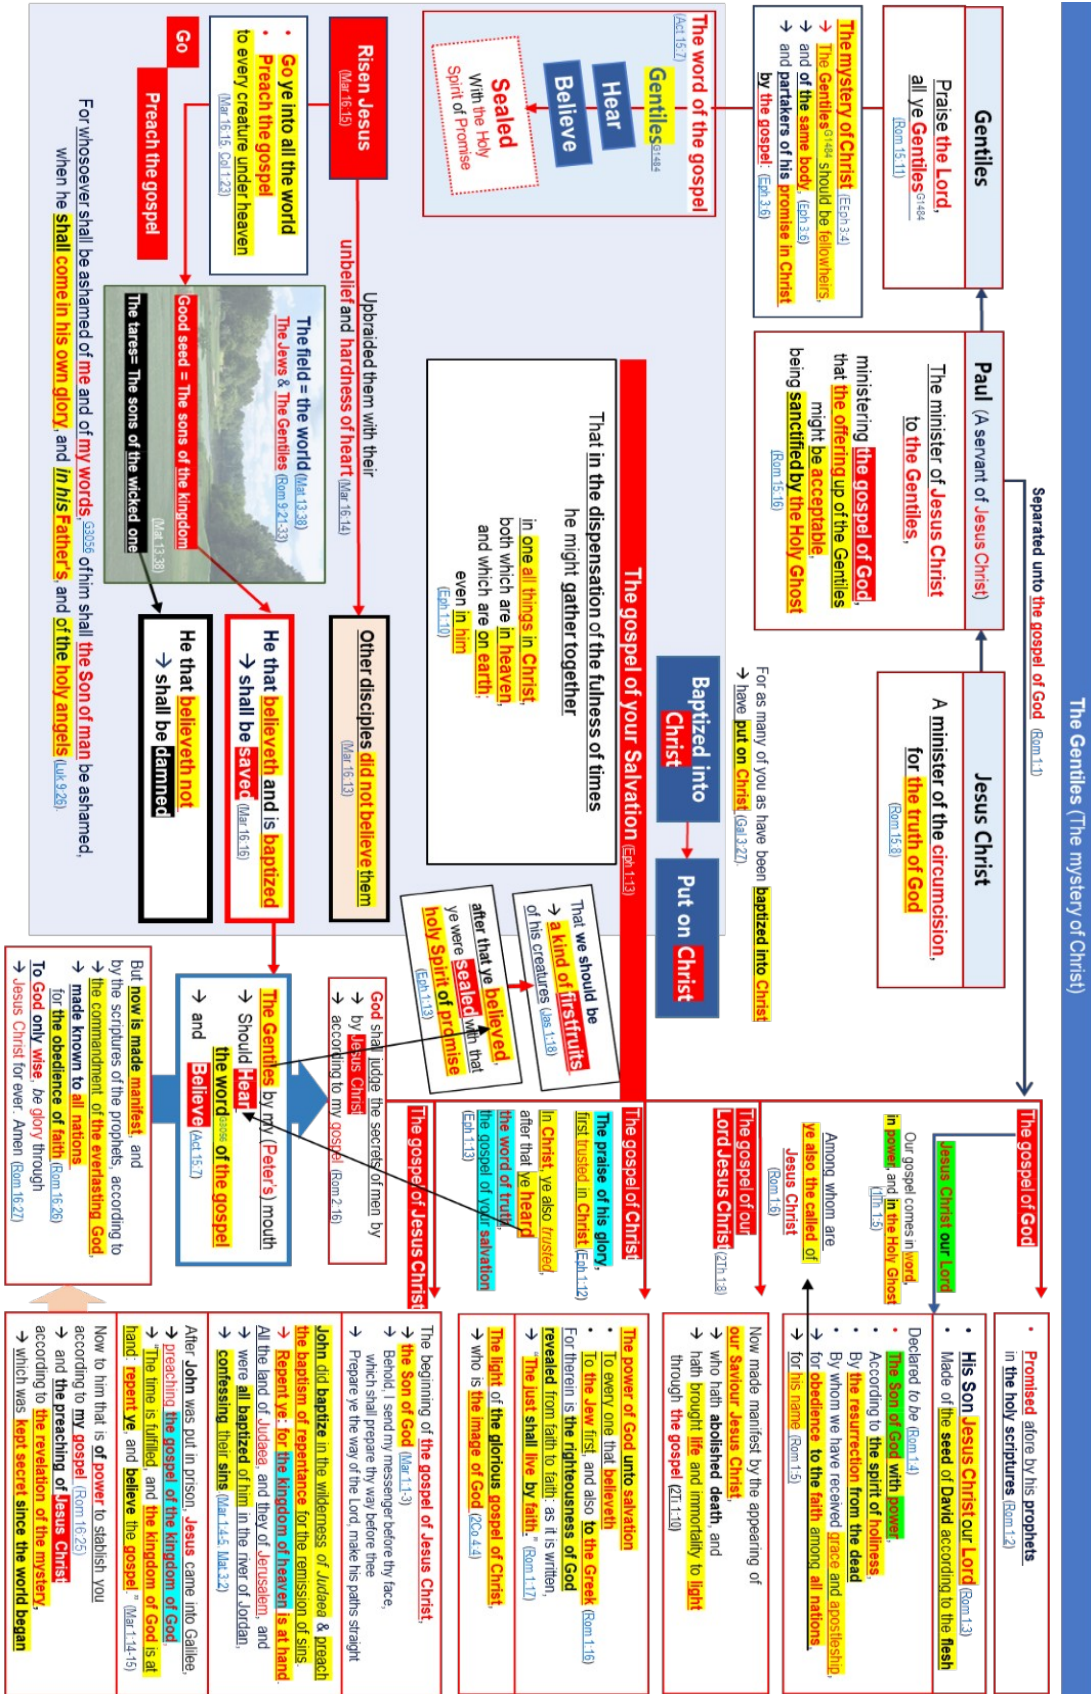 The Gentiles (The mystery of Christ)
Gentiles
Praise the Lord,
all ye Gentiles G1484
(Rom 15:11)
Paul (A servant of Jesus Christ)
The minister of Jesus Christ
to the Gentiles,
ministering the gospel of God,
that the offering up of the Gentiles
might be acceptable,
being sanctified by the Holy Ghost
(Rom 15:16)
Jesus Christ
A minister of the circumcision,
for the truth of God
(Rom 15:8)
Separated unto the gospel of God (Rom 1:1)
The mystery of Christ (EEph 3:4)
→ The Gentiles G1484 should be fellowheirs,
→ and of the same body, (Eph 3:6)
→ and partakers of his promise in Christ
by the gospel: (Eph 3:6)
The word of the gospel
(Act 15:7)
Gentiles G1484
Hear
Believe
Sealed
With the Holy
Spirit of Promise
For as many of you as have been baptized into Christ
→ have put on Christ (Gal 3:27).
Baptized into
Christ
Put on Christ
The gospel of your Salvation (Eph 1:13)
That in the dispensation of the fulness of times
he might gather together
in one all things in Christ,
both which are in heaven,
and which are on earth;
even in him
(Eph 1:10)
That we should be
→ a kind of firstfruits
of his creatures (Jas 1:18)
after that ye believed,
ye were sealed with that
holy Spirit of promise
(Eph 1:13)
Risen Jesus
(Mar 16:15)
• Go ye into all the world
• Preach the gospel
to every creature under heaven
(Mar 16:15, Col 1:23)
Go
Preach the gospel
Upbraided them with their
unbelief and hardness of heart (Mar 16:14)
Other disciples did not believe them
(Mar 16:13)
The field = the world (Mat 13:38)
The Jews & The Gentiles (Rom 9:21-33)
Good seed = The sons of the kingdom
(Mat 13:38)
The tares= The sons of the wicked one
He that believeth and is baptized
→ shall be saved (Mar 16:16)
He that believeth not
→ shall be damned
For whosoever shall be ashamed of me and of my words, G3056 of him shall the Son of man be ashamed,
when he shall come in his own glory, and in his Father's, and of the holy angels (Luk 9:26).
The gospel of God
Jesus Christ our Lord
Our gospel comes in word,
in power, and in the Holy Ghost
(1Th 1:5)
Among whom are
ye also the called of
Jesus Christ
(Rom 1:6)
The gospel of our
Lord Jesus Christ (2Th 1:8)
The gospel of Christ
The praise of his glory,
first trusted in Christ (Eph 1:12)
In Christ, ye also trusted,
after that ye heard
the word of truth,
the gospel of your salvation
(Eph 1:13)
The gospel of Jesus Christ
God shall judge the secrets of men by
→ by Jesus Christ
→ according to my gospel (Rom 2:16)
The Gentiles by my (Peter's) mouth
→ Should Hear
the word G3056 of the gospel
→ and Believe (Act 15:7)
But now is made manifest, and
by the scriptures of the prophets, according to
→ the commandment of the everlasting God,
→ made known to all nations
for the obedience of faith (Rom 16:26)
To God only wise, be glory through
→ Jesus Christ for ever. Amen (Rom 16:27)
• Promised afore by his prophets
in the holy scriptures (Rom 1:2)
• His Son Jesus Christ our Lord (Rom 1:3)
• Made of the seed of David according to the flesh
Declared to be (Rom 1:4)
• The Son of God with power,
• According to the spirit of holiness,
• By the resurrection from the dead
• By whom we have received grace and apostleship,
→ for obedience to the faith among all nations
→ for his name (Rom 1:5)
Now made manifest by the appearing of
our Saviour Jesus Christ,
→ who hath abolished death, and
hath brought life and immortality to light
through the gospel (2Ti 1:10)
The power of God unto salvation
• To every one that believeth
• To the Jew first, and also to the Greek (Rom 1:16)
For therein is the righteousness of God
revealed from faith to faith: as it is written,
→ "The just shall live by faith." (Rom 1:17)
The light of the glorious gospel of Christ,
→ who is the image of God (2Co 4:4)
The beginning of the gospel of Jesus Christ,
→ the Son of God (Mar 1:1-3)
→ Behold, I send my messenger before thy face,
which shall prepare thy way before thee
→ Prepare ye the way of the Lord, make his paths straight
John did baptize in the wilderness of Judaea & preach
the baptism of repentance for the remission of sins.
→ Repent ye: for the kingdom of heaven is at hand.
All the land of Judaea, and they of Jerusalem, and
→ were all baptized of him in the river of Jordan,
→ confessing their sins (Mar 1:4-5, Mat 3:2)
After John was put in prison, Jesus came into Galilee,
→ preaching the gospel of the kingdom of God,
→ "The time is fulfilled, and the kingdom of God is at
hand: repent ye, and believe the gospel." (Mar 1:14-15)
Now to him that is of power to stablish you
according to my gospel (Rom 16:25)
→ and the preaching of Jesus Christ
according to the revelation of the mystery,
→ which was kept secret since the world began